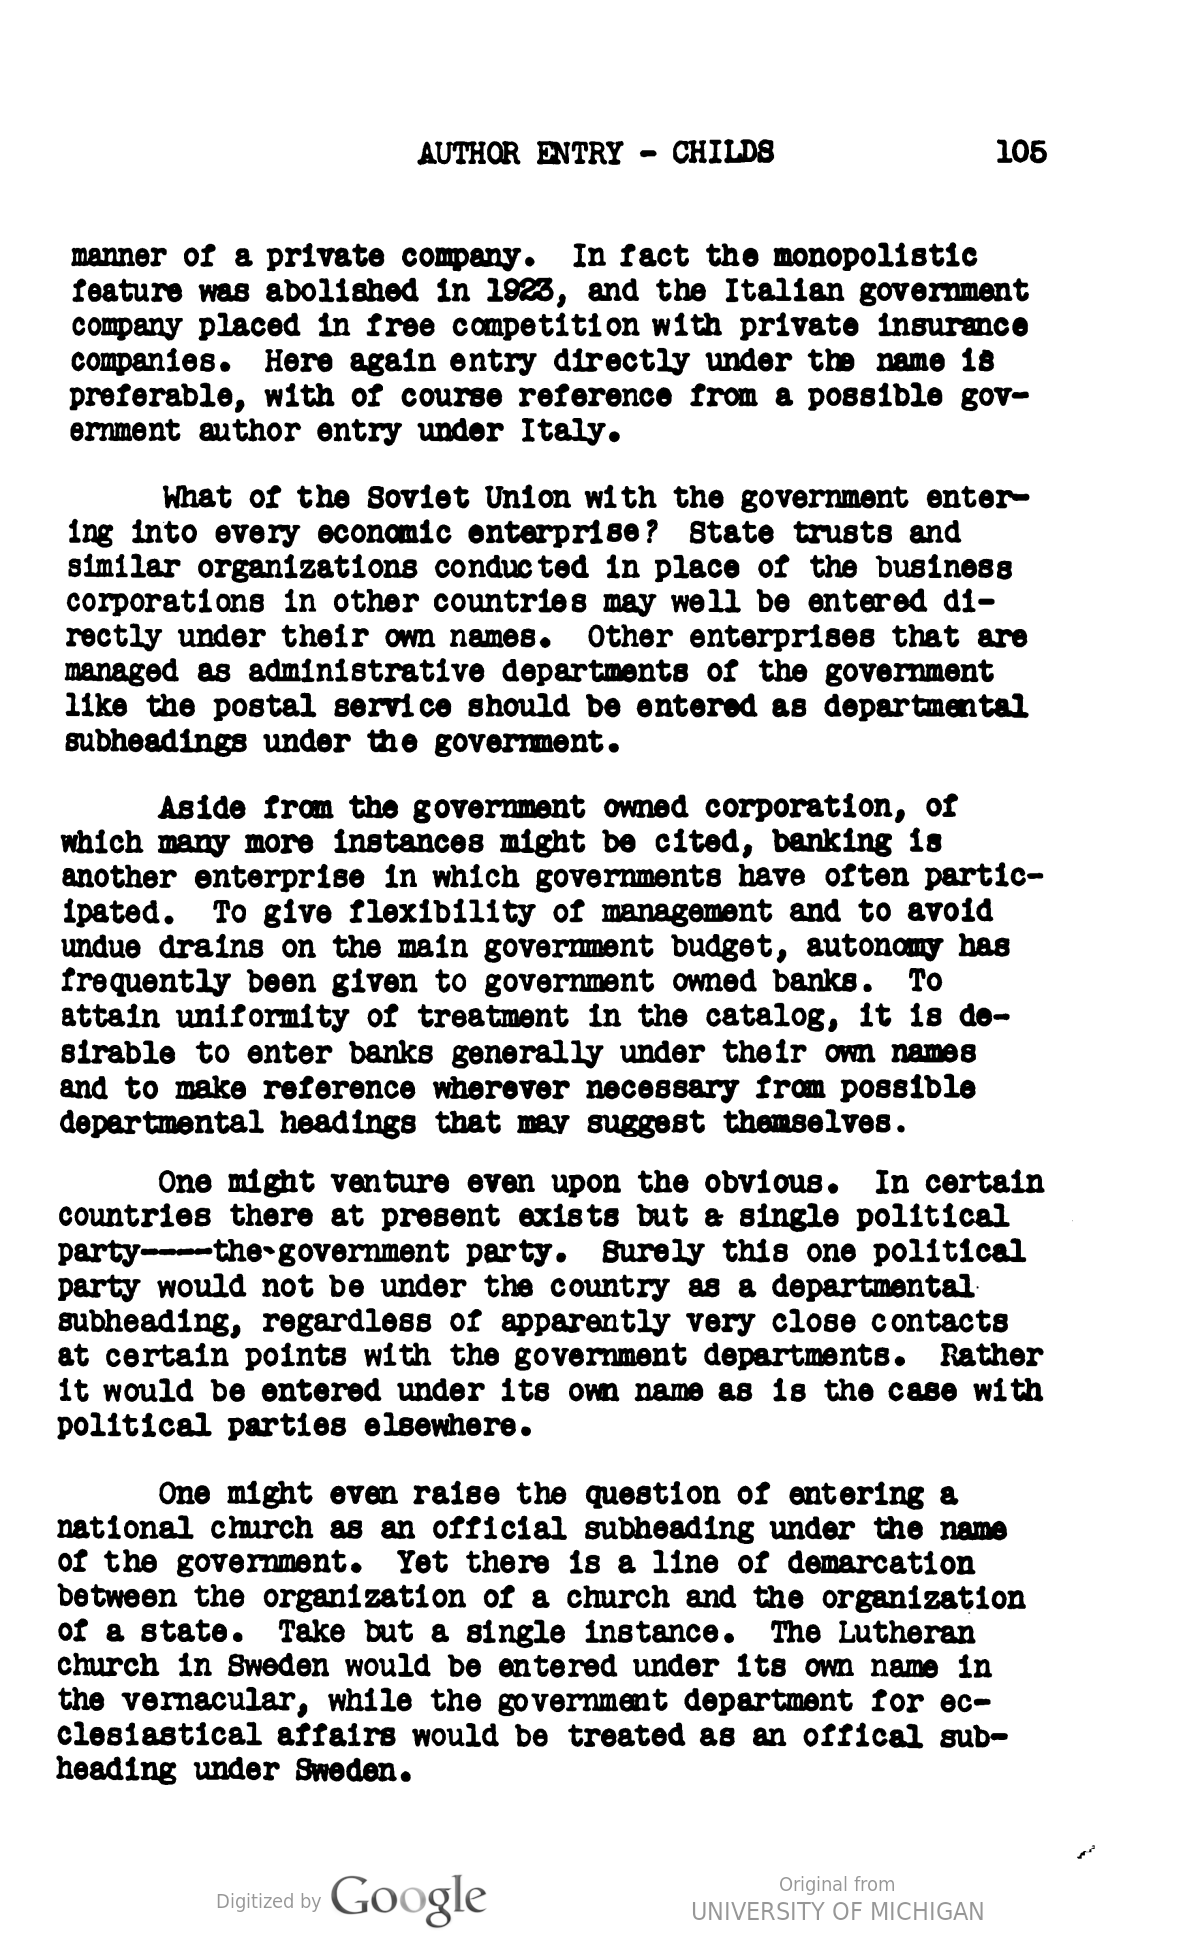 AUTHOR ENTRY - CHILDS 105
manner of a private company. In fact the monopolistic
feature was abolished in 1923, and the Italian government
company placed in free competition with private insurance
companies. Here again entry directly under the name is
preferable, with of course reference from a possible gov-
ernment author entry under Italy.
What of the Soviet Union with the government enter-
ing into every economic enterprise? State trusts and
similar organizations conducted in place of the business
corporations in other countries may well be entered di-
rectly under their own names. Other enterprises that are
managed as administrative departments of the government
like the postal service should be entered as departmental
subheadings under the government.
Aside from the government owned corporation, of
which many more instances might be cited, banking is
another enterprise in which governments have often partic-
ipated. To give flexibility of management and to avoid
undue drains on the main government budget, autonomy has
frequently been given to government owned banks. To
attain uniformity of treatment in the catalog, it is de-
sirable to enter banks generally under their own names
and to make reference wherever necessary from possible
departmental headings that may suggest themselves.
One might venture even upon the obvious. In certain
countries there at present exists but a single political
party----the government party. Surely this one political
party would not be under the country as a departmental
subheading, regardless of apparently very close contacts
at certain points with the government departments. Rather
it would be entered under its own name as is the case with
political parties elsewhere.
One might even raise the question of entering a
national church as an official subheading under the name
of the government. Yet there is a line of demarcation
between the organization of a church and the organization
of a state. Take but a single instance. The Lutheran
church in Sweden would be entered under its own name in
the vernacular, while the government department for ec-
clesiastical affairs would be treated as an offical sub-
heading under Sweden.
Digitized by Google
Original from
UNIVERSITY OF MICHIGAN